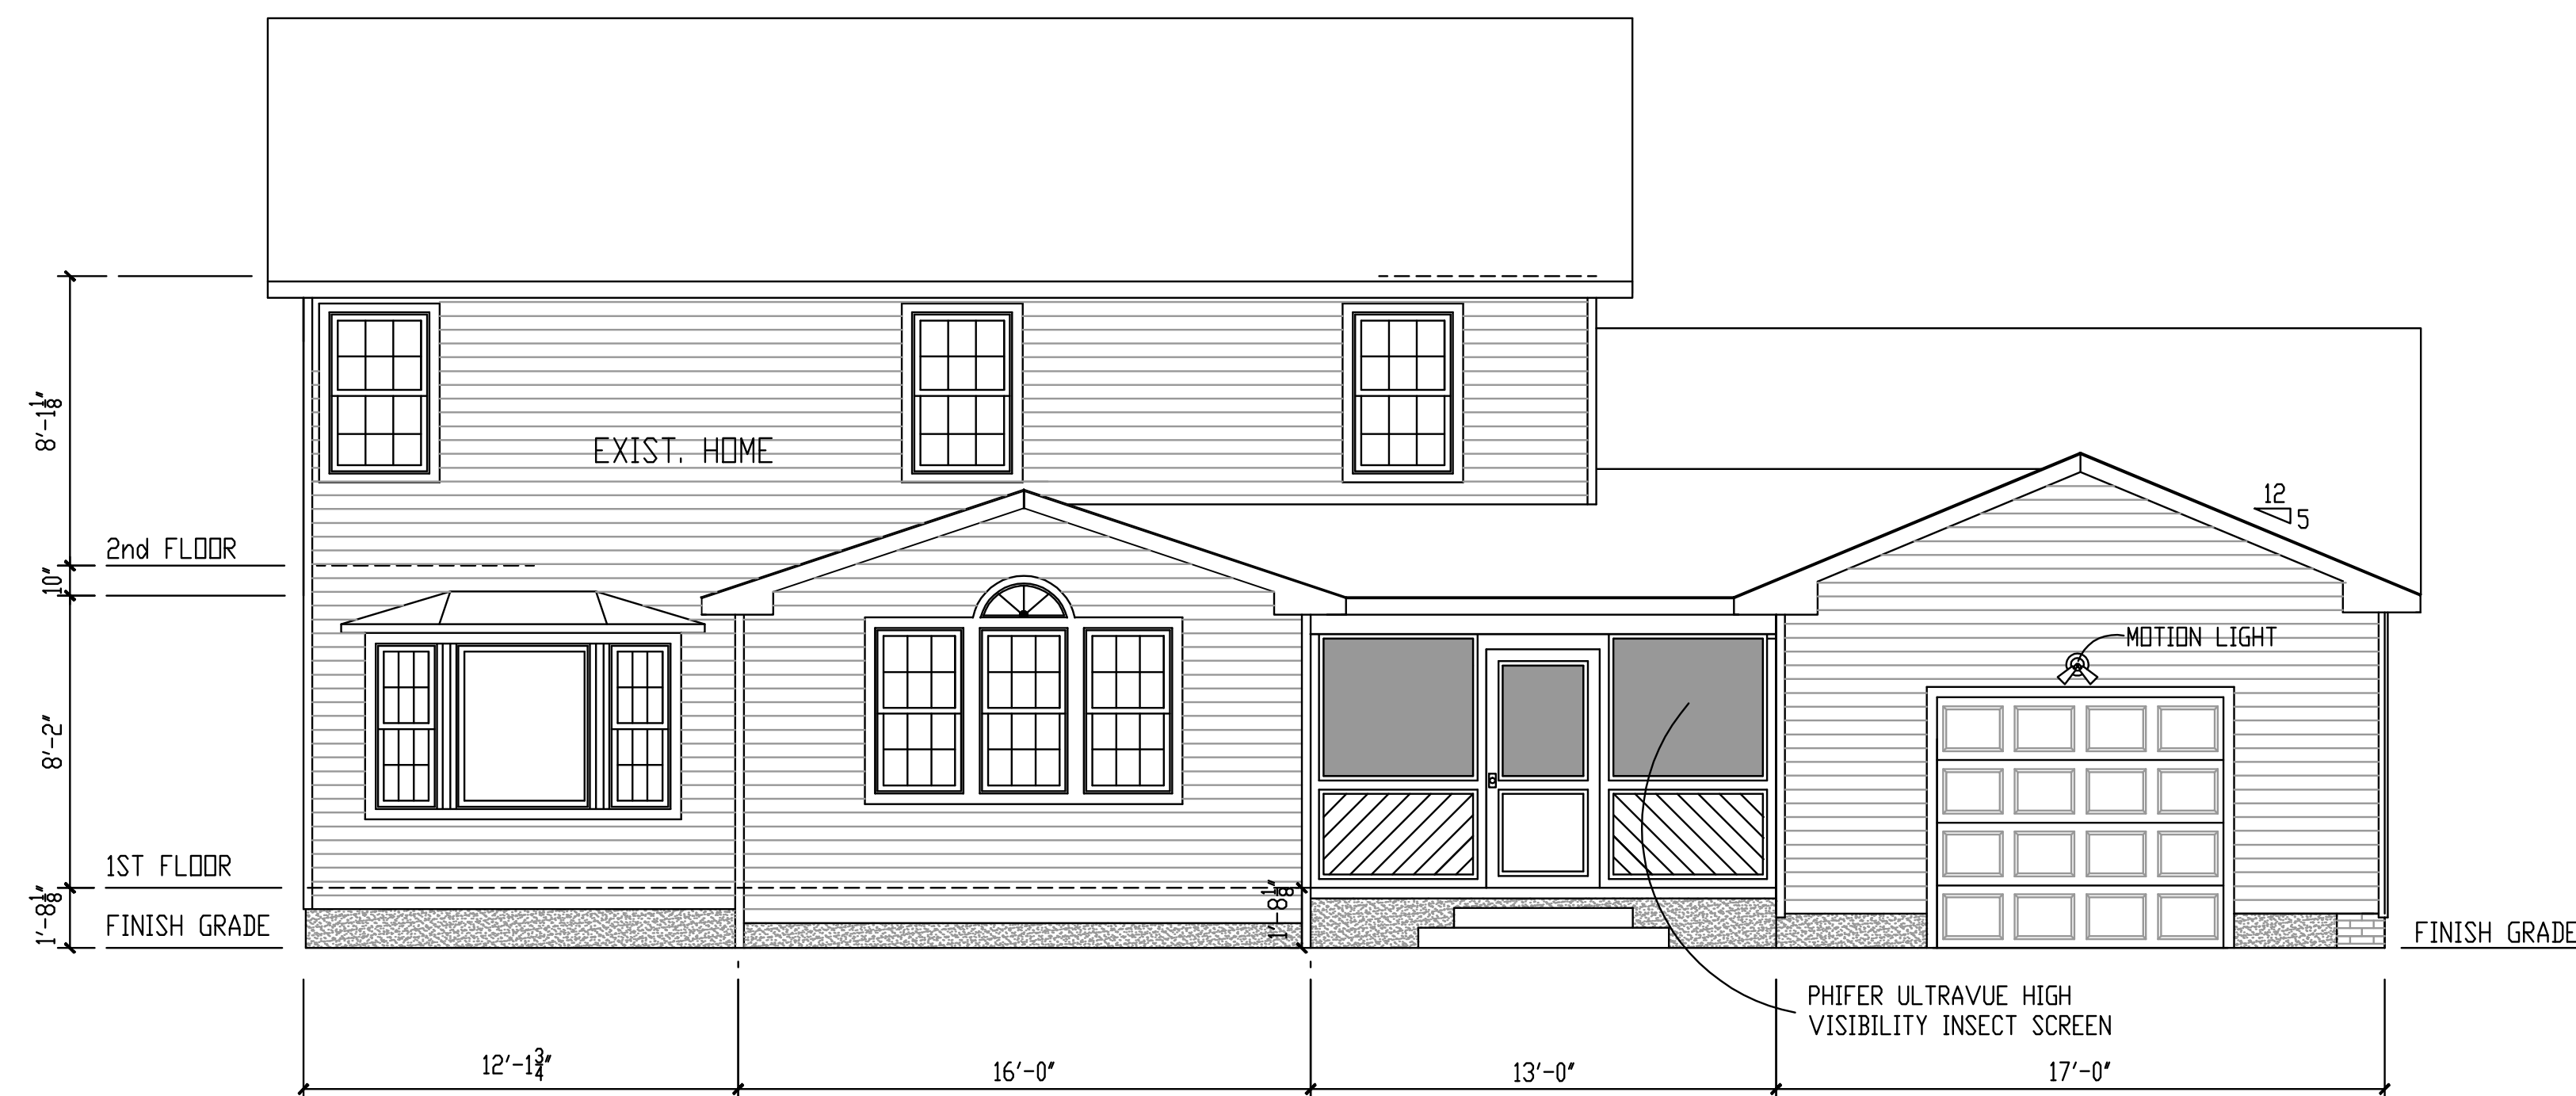 8'-1 1/8"
EXIST. HOME
12
5
2nd FLOOR
10"
MOTION LIGHT
8'-2"
1ST FLOOR
1'-8 1/8"
1'-8 1/8"
FINISH GRADE
FINISH GRADE
PHIFER ULTRAVUE HIGH
VISIBILITY INSECT SCREEN
12'-1 3/4"
16'-0"
13'-0"
17'-0"